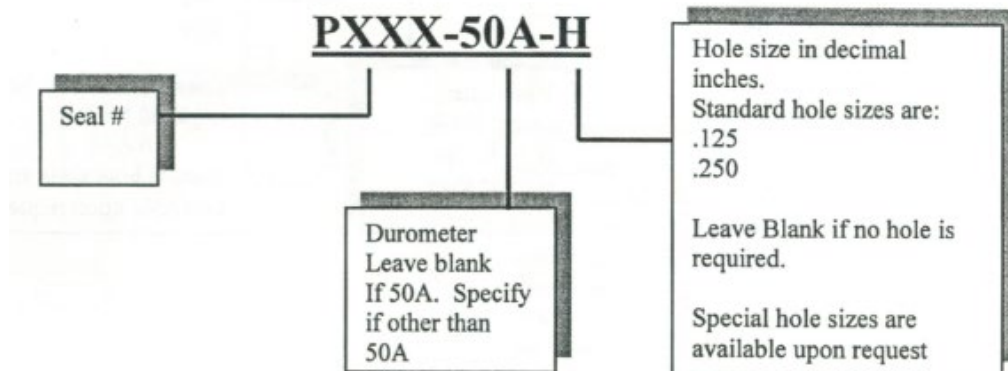 PXXX-50A-H
Seal #
Durometer
Leave blank
If 50A. Specify
if other than
50A
Hole size in decimal
inches.
Standard hole sizes are:
.125
.250
Leave Blank if no hole is
required.
Special hole sizes are
available upon request